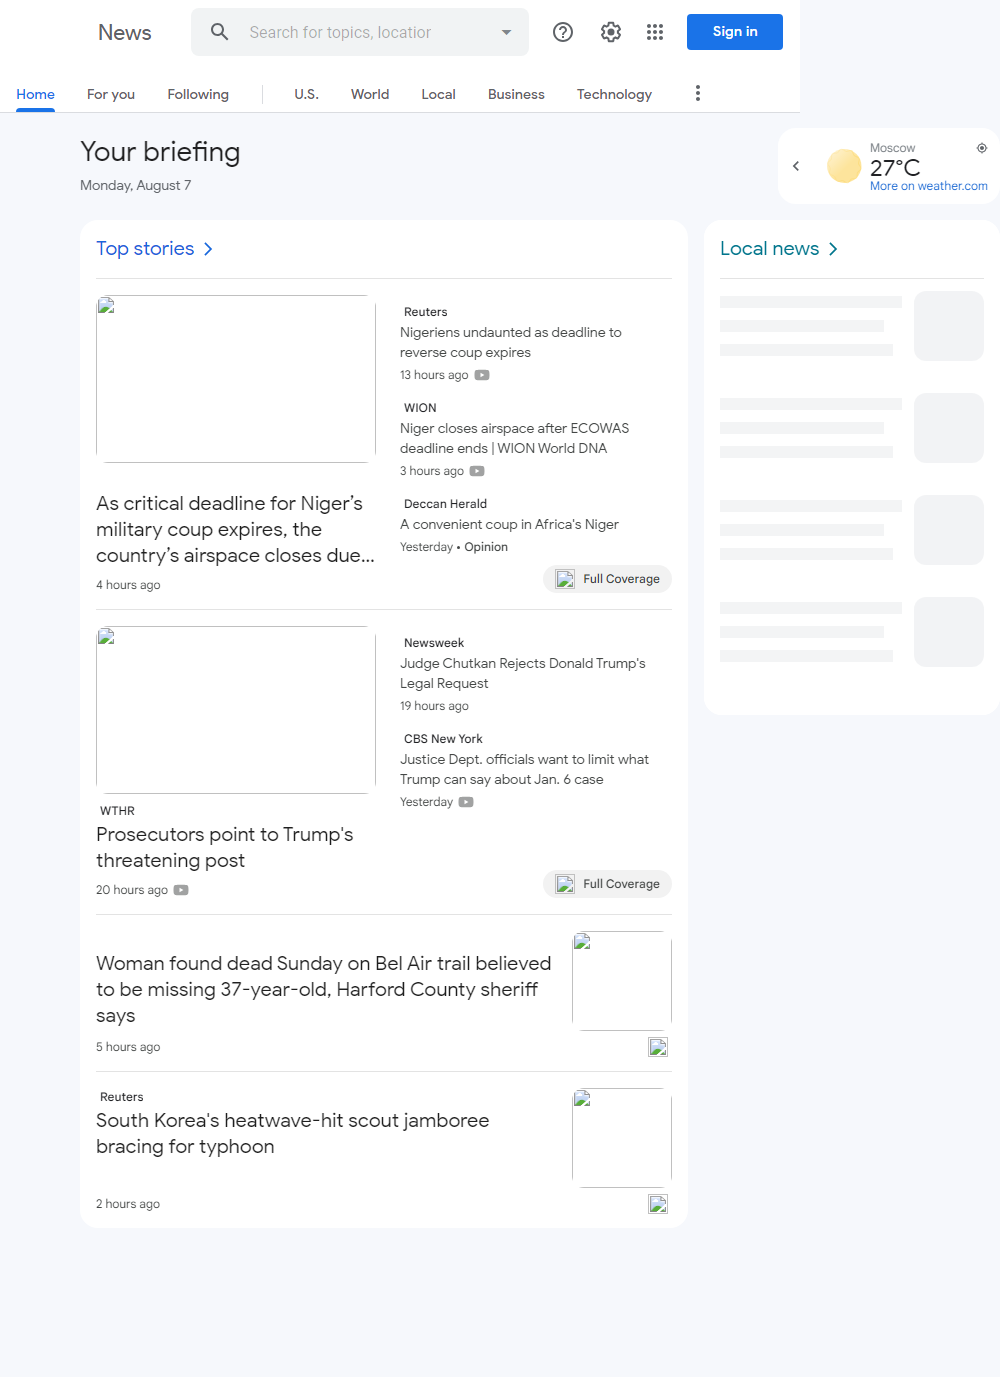 News
Search for topics, location
Sign in
Home
For you
Following
U.S.
World
Local
Business
Technology
Your briefing
Monday, August 7
Moscow
27°C
More on weather.com
Top stories
As critical deadline for Niger’s
military coup expires, the
country’s airspace closes due...
4 hours ago
Reuters
Nigeriens undaunted as deadline to
reverse coup expires
13 hours ago
WION
Niger closes airspace after ECOWAS
deadline ends | WION World DNA
3 hours ago
Deccan Herald
A convenient coup in Africa's Niger
Yesterday • Opinion
Full Coverage
WTHR
Prosecutors point to Trump's
threatening post
20 hours ago
Newsweek
Judge Chutkan Rejects Donald Trump's
Legal Request
19 hours ago
CBS New York
Justice Dept. officials want to limit what
Trump can say about Jan. 6 case
Yesterday
Full Coverage
Woman found dead Sunday on Bel Air trail believed
to be missing 37-year-old, Harford County sheriff
says
5 hours ago
Reuters
South Korea's heatwave-hit scout jamboree
bracing for typhoon
2 hours ago
Local news